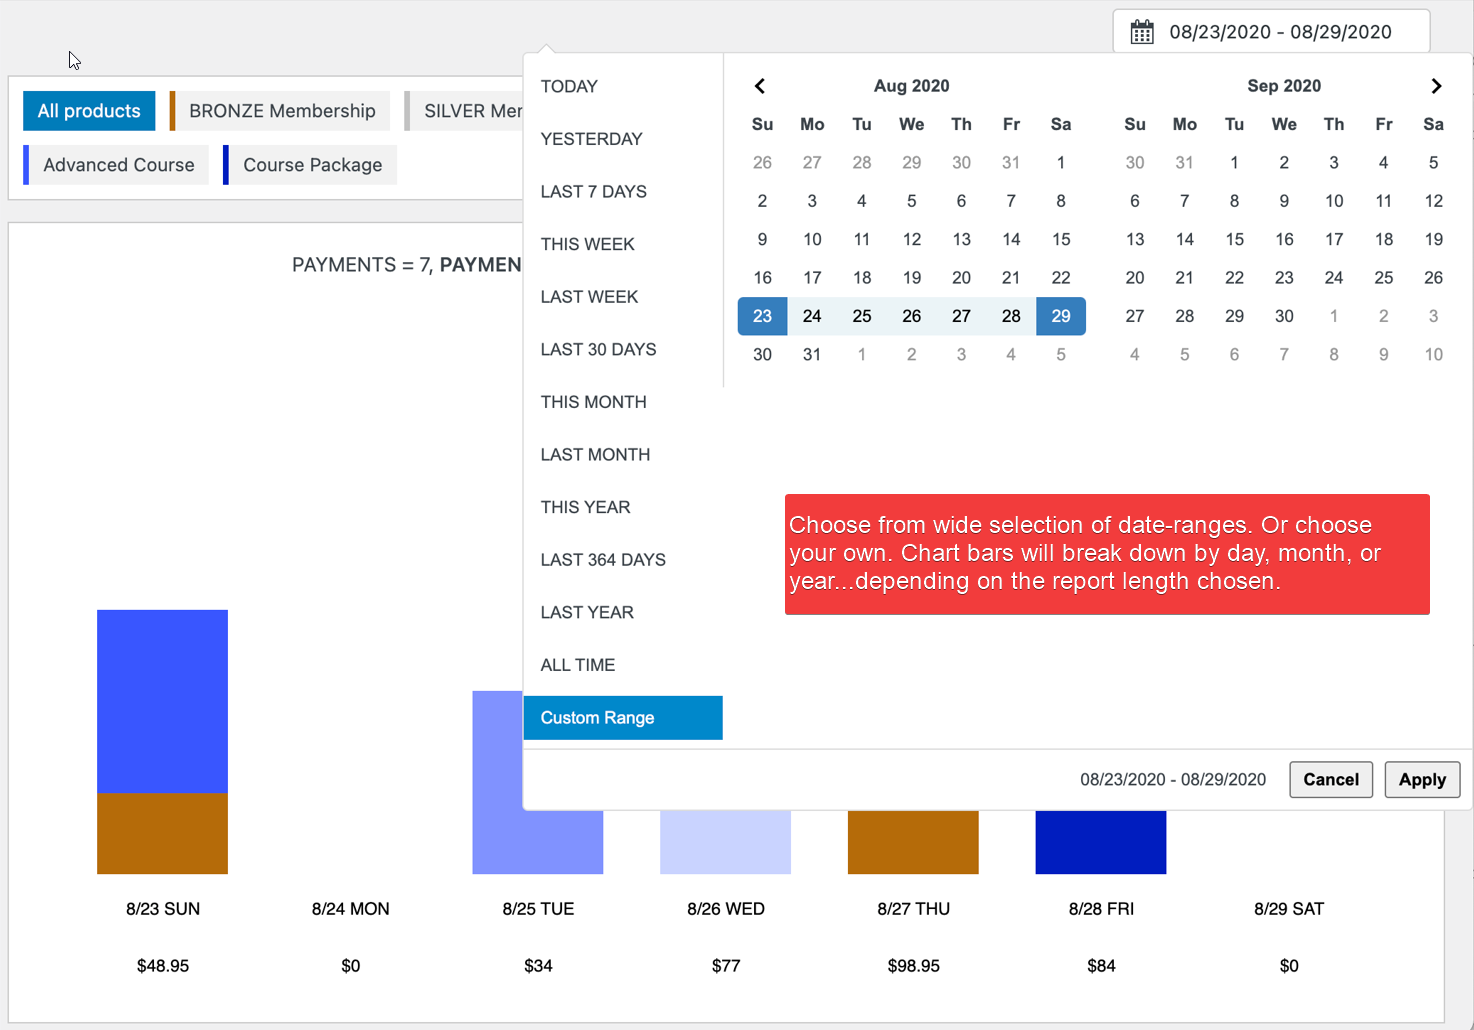 08/23/2020 - 08/29/2020
All products
BRONZE Membership
SILVER Mem
Advanced Course
Course Package
PAYMENTS = 7, PAYMEN
TODAY
YESTERDAY
LAST 7 DAYS
THIS WEEK
LAST WEEK
LAST 30 DAYS
THIS MONTH
LAST MONTH
THIS YEAR
LAST 364 DAYS
LAST YEAR
ALL TIME
Custom Range
Aug 2020
Su Mo Tu We Th Fr Sa
26 27 28 29 30 31 1
2 3 4 5 6 7 8
9 10 11 12 13 14 15
16 17 18 19 20 21 22
23 24 25 26 27 28 29
30 31 1 2 3 4 5
Sep 2020
Su Mo Tu We Th Fr Sa
30 31 1 2 3 4 5
6 7 8 9 10 11 12
13 14 15 16 17 18 19
20 21 22 23 24 25 26
27 28 29 30 1 2 3
4 5 6 7 8 9 10
Choose from wide selection of date-ranges. Or choose
your own. Chart bars will break down by day, month, or
year...depending on the report length chosen.
08/23/2020 - 08/29/2020
Cancel
Apply
8/23 SUN 8/24 MON 8/25 TUE 8/26 WED 8/27 THU 8/28 FRI 8/29 SAT
$48.95 $0 $34 $77 $98.95 $84 $0